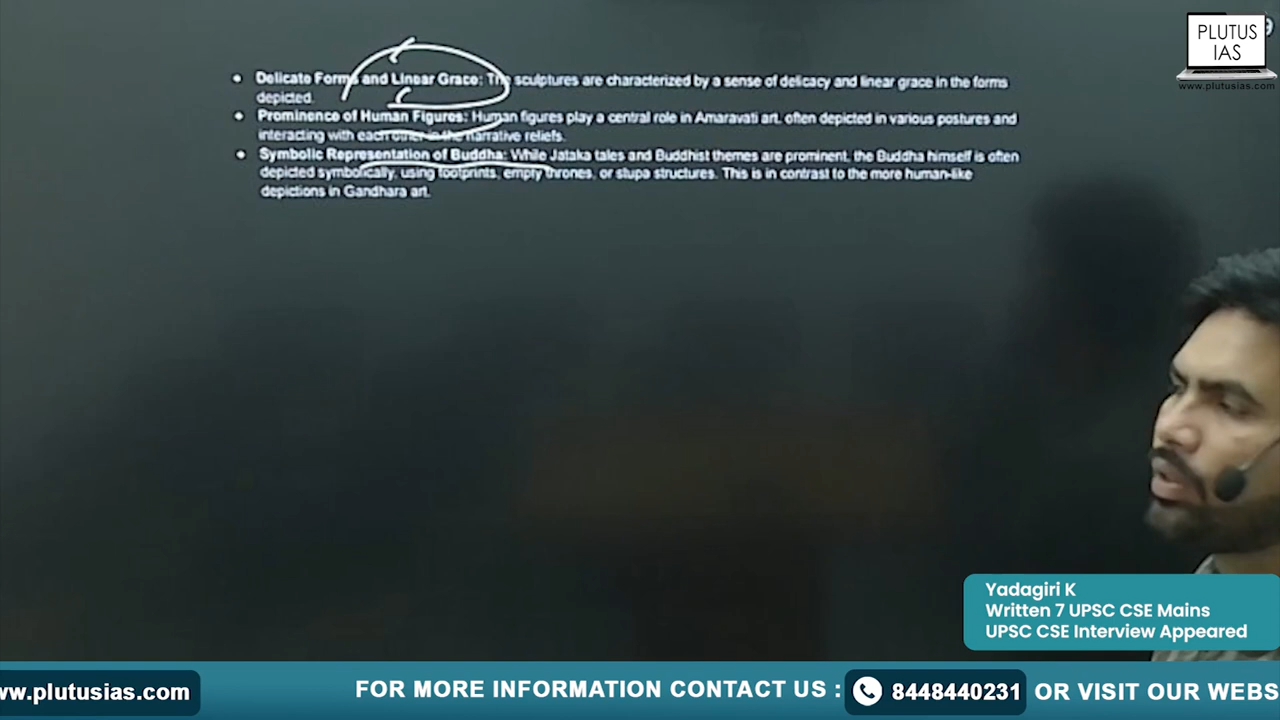 PLUTUS
IAS
www.plutusias.com
• Delicate Forms and Linear Grace: The sculptures are characterized by a sense of delicacy and linear grace in the forms
depicted.
• Prominence of Human Figures: Human figures play a central role in Amaravati art, often depicted in various postures and
interacting with each other in the narrative reliefs.
• Symbolic Representation of Buddha: While Jataka tales and Buddhist themes are prominent, the Buddha himself is often
depicted symbolically, using footprints, empty thrones, or stupa structures. This is in contrast to the more human-like
depictions in Gandhara art.
Yadagiri K
Written 7 UPSC CSE Mains
UPSC CSE Interview Appeared
ww.plutusias.com
FOR MORE INFORMATION CONTACT US : 8448440231 OR VISIT OUR WEBS